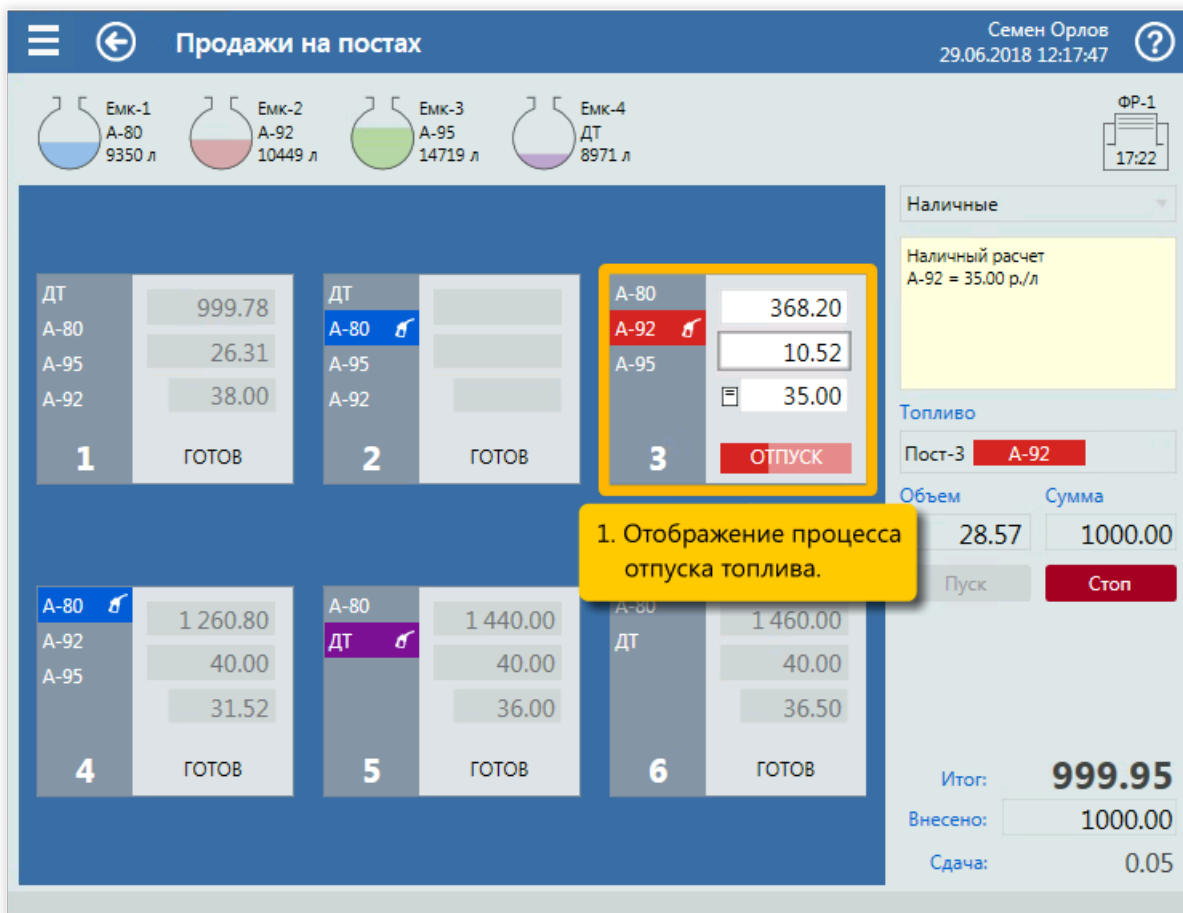 Продажи на постах
Семен Орлов
29.06.2018 12:17:47
?
Емк-1
А-80
9350 л
Емк-2
А-92
10449 л
Емк-3
А-95
14719 л
Емк-4
ДТ
8971 л
ФР-1
17:22
ДТ
А-80
А-95
А-92
1
999.78
26.31
38.00
ГОТОВ
ДТ
А-80
А-95
А-92
2
ГОТОВ
А-80
А-92
А-95
3
368.20
10.52
35.00
ОТПУСК
1. Отображение процесса
отпуска топлива.
А-80
А-92
А-95
4
1 260.80
40.00
31.52
ГОТОВ
А-80
ДТ
5
1 440.00
40.00
36.00
ГОТОВ
А-80
ДТ
6
1 460.00
40.00
36.50
ГОТОВ
Наличные
Наличный расчет
А-92 = 35.00 р./л
Топливо
Пост-3 А-92
Объем Сумма
28.57 1000.00
Пуск Стоп
Итог: 999.95
Внесено: 1000.00
Сдача: 0.05